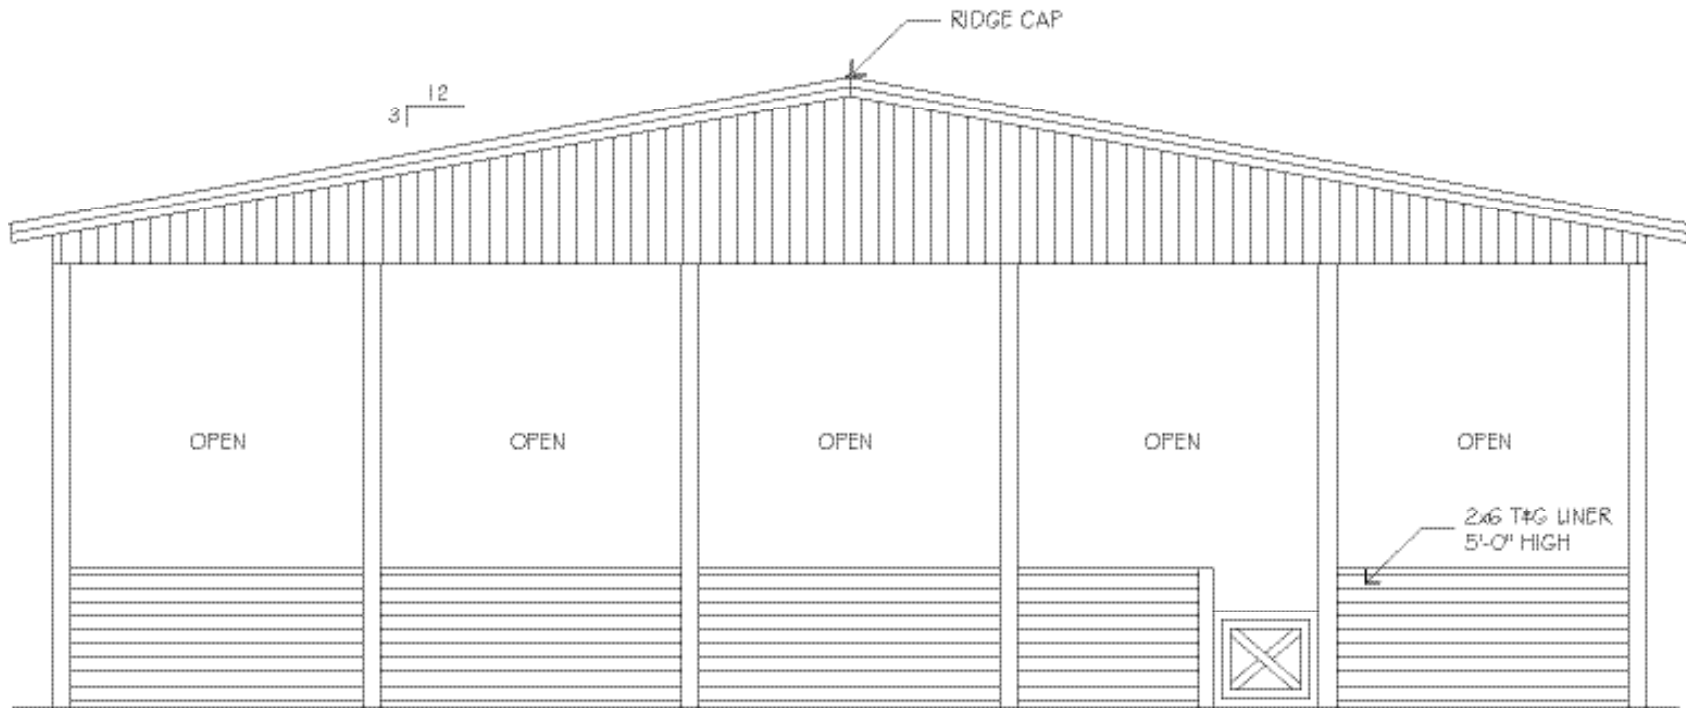 RIDGE CAP
12
3
OPEN OPEN OPEN OPEN OPEN
2x6 T&G LINER
5'-0" HIGH